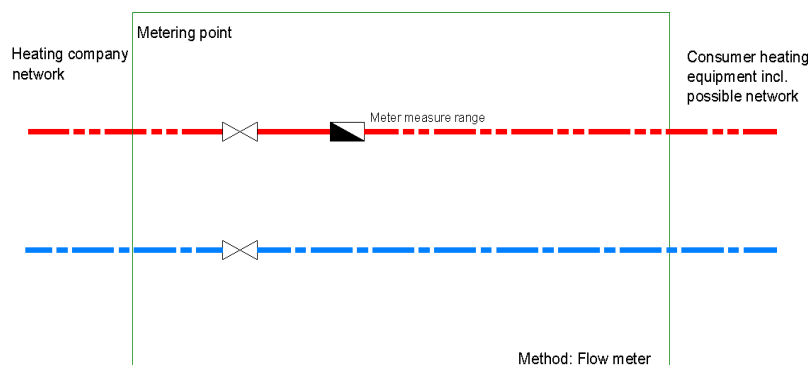 Metering point
Heating company
network
Consumer heating
equipment incl.
possible network
Meter measure range
Method: Flow meter